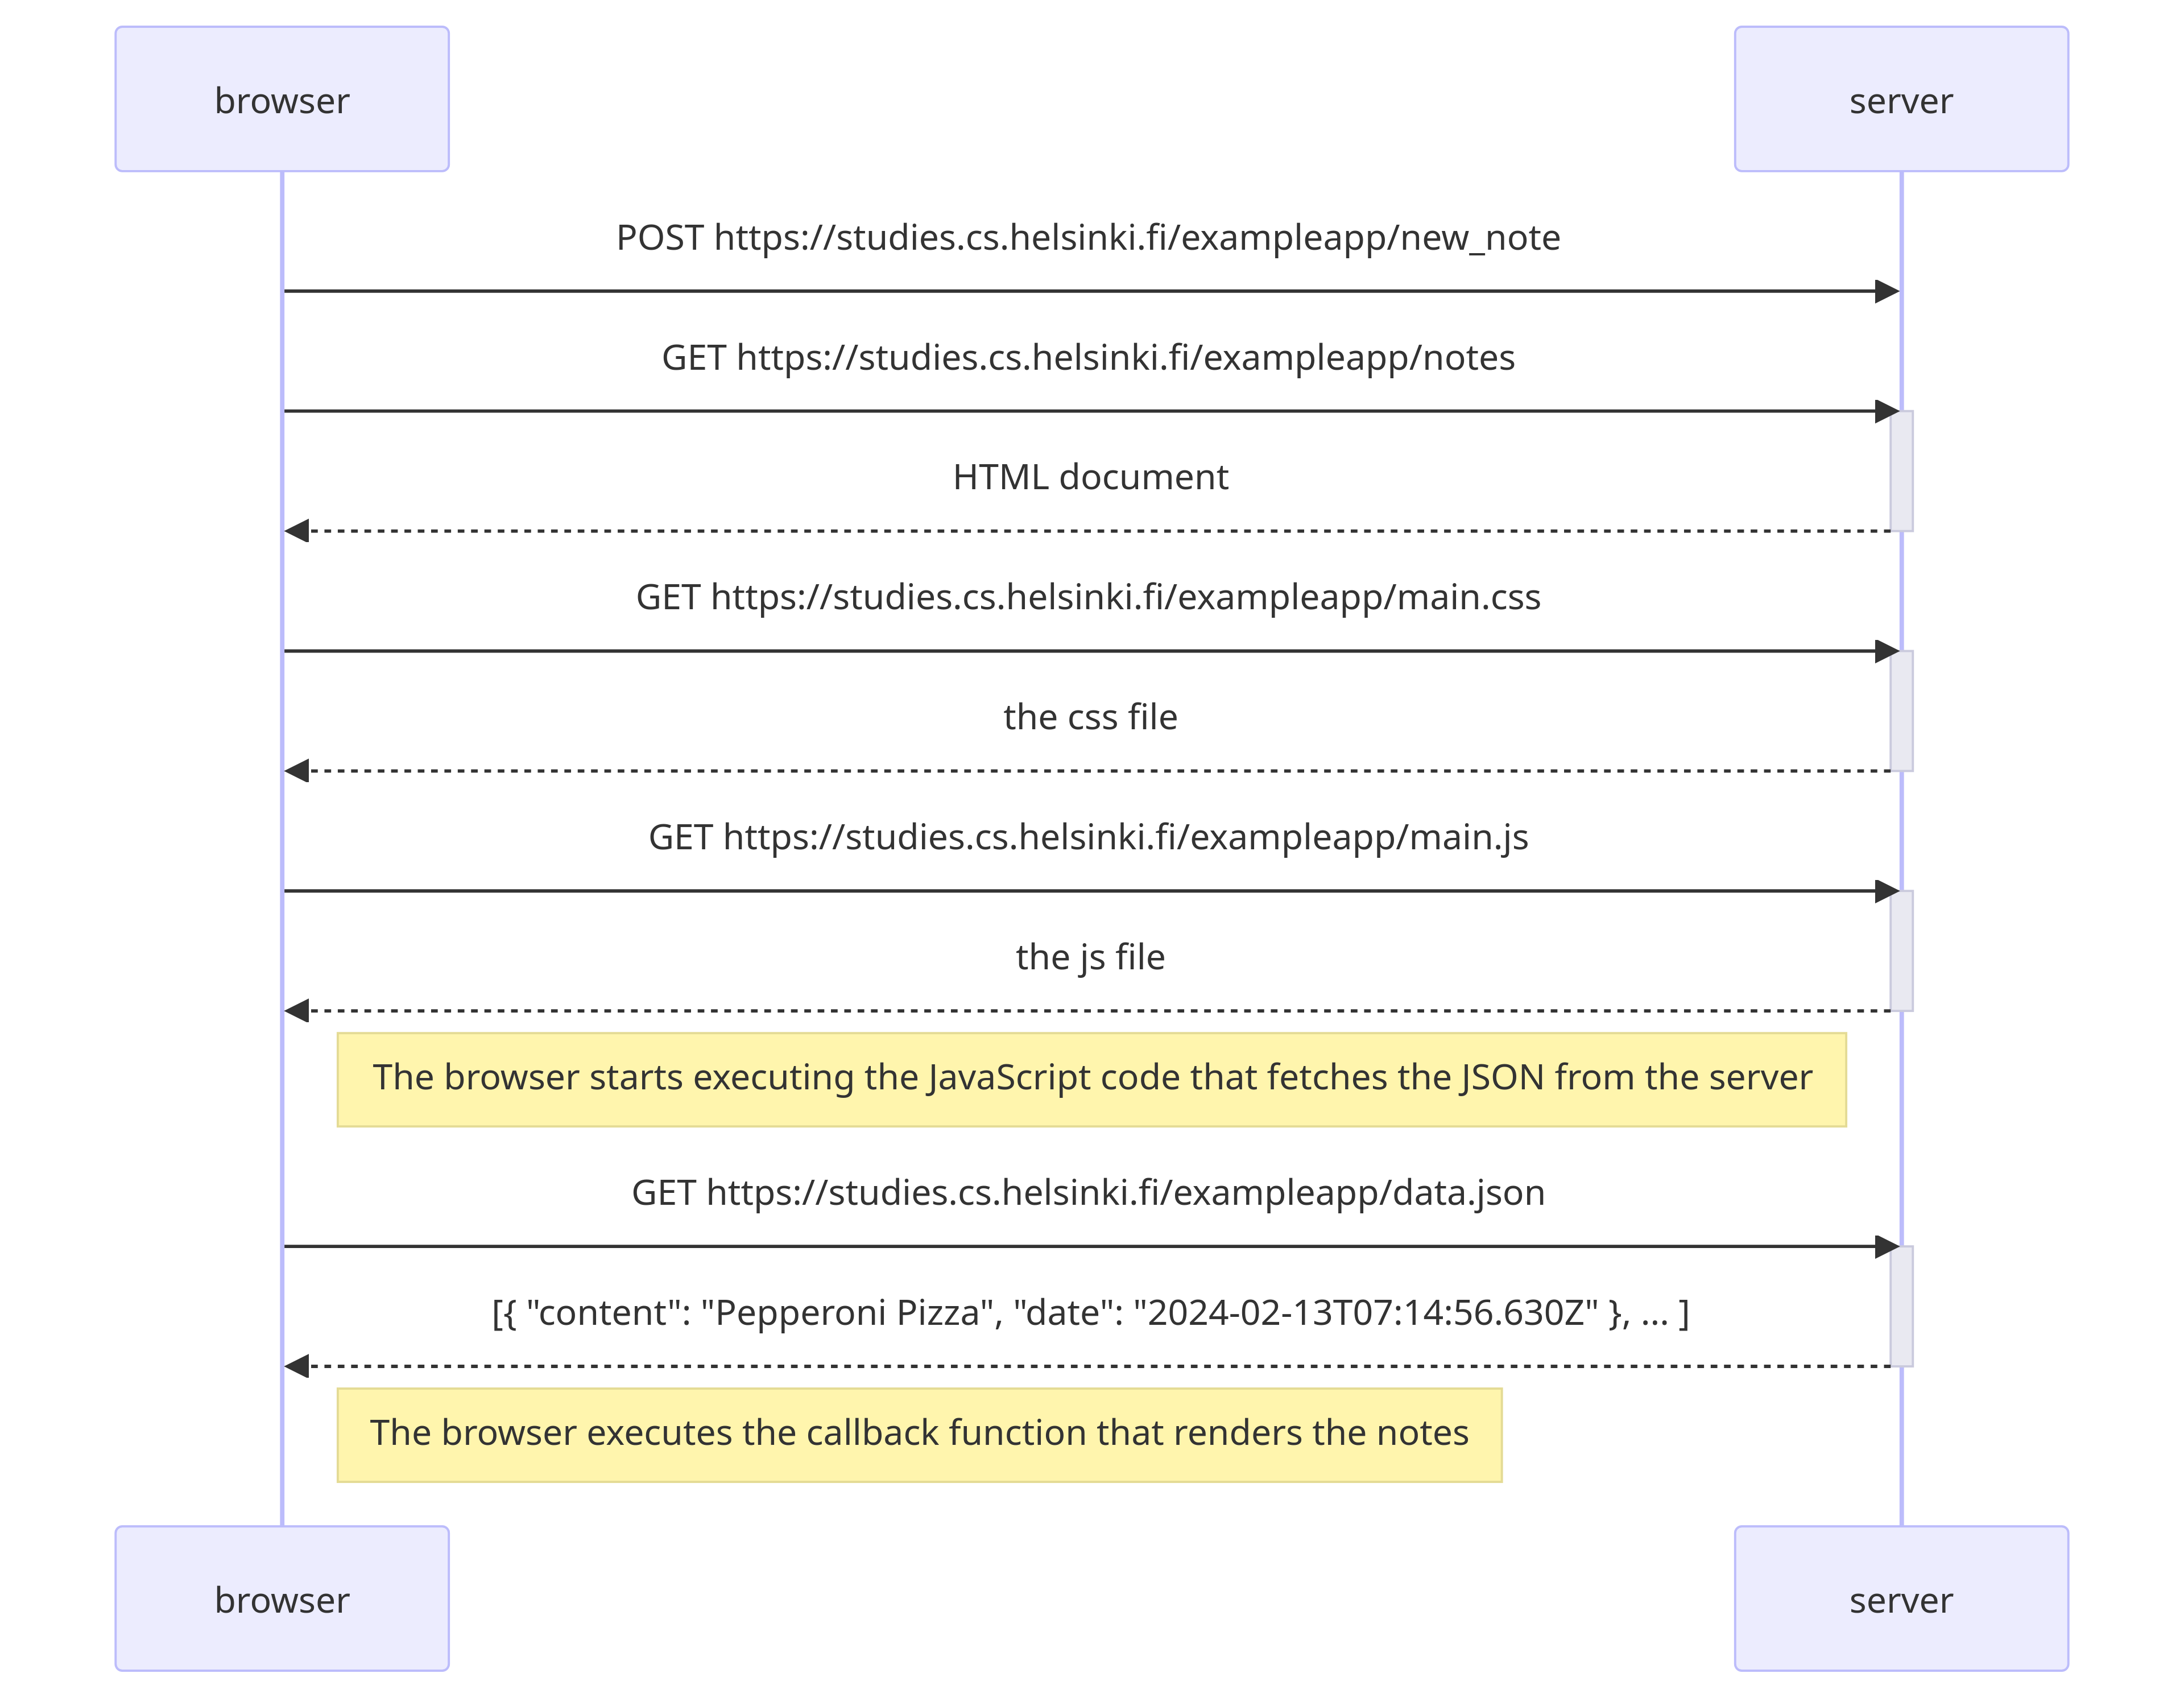 browser
server
POST https://studies.cs.helsinki.fi/exampleapp/new_note
GET https://studies.cs.helsinki.fi/exampleapp/notes
HTML document
GET https://studies.cs.helsinki.fi/exampleapp/main.css
the css file
GET https://studies.cs.helsinki.fi/exampleapp/main.js
the js file
The browser starts executing the JavaScript code that fetches the JSON from the server
GET https://studies.cs.helsinki.fi/exampleapp/data.json
[{ "content": "Pepperoni Pizza", "date": "2024-02-13T07:14:56.630Z" }, ... ]
The browser executes the callback function that renders the notes
browser
server